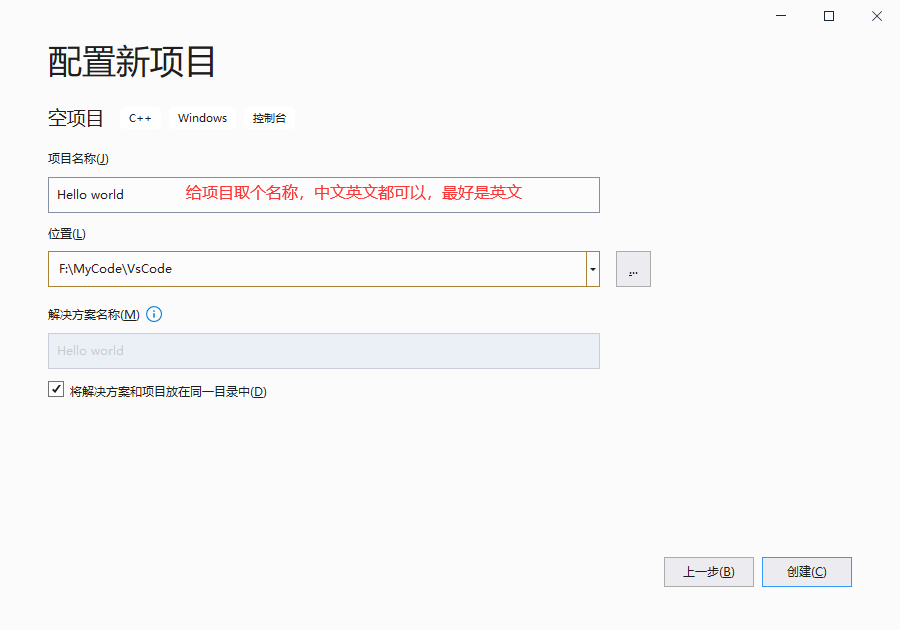 配置新项目
空项目 C++ Windows 控制台
项目名称(J)
Hello world 给项目取个名称，中文英文都可以，最好是英文
位置(L)
F:\MyCode\VsCode ...
解决方案名称(M)
Hello world
将解决方案和项目放在同一目录中(D)
上一步(B) 创建(C)